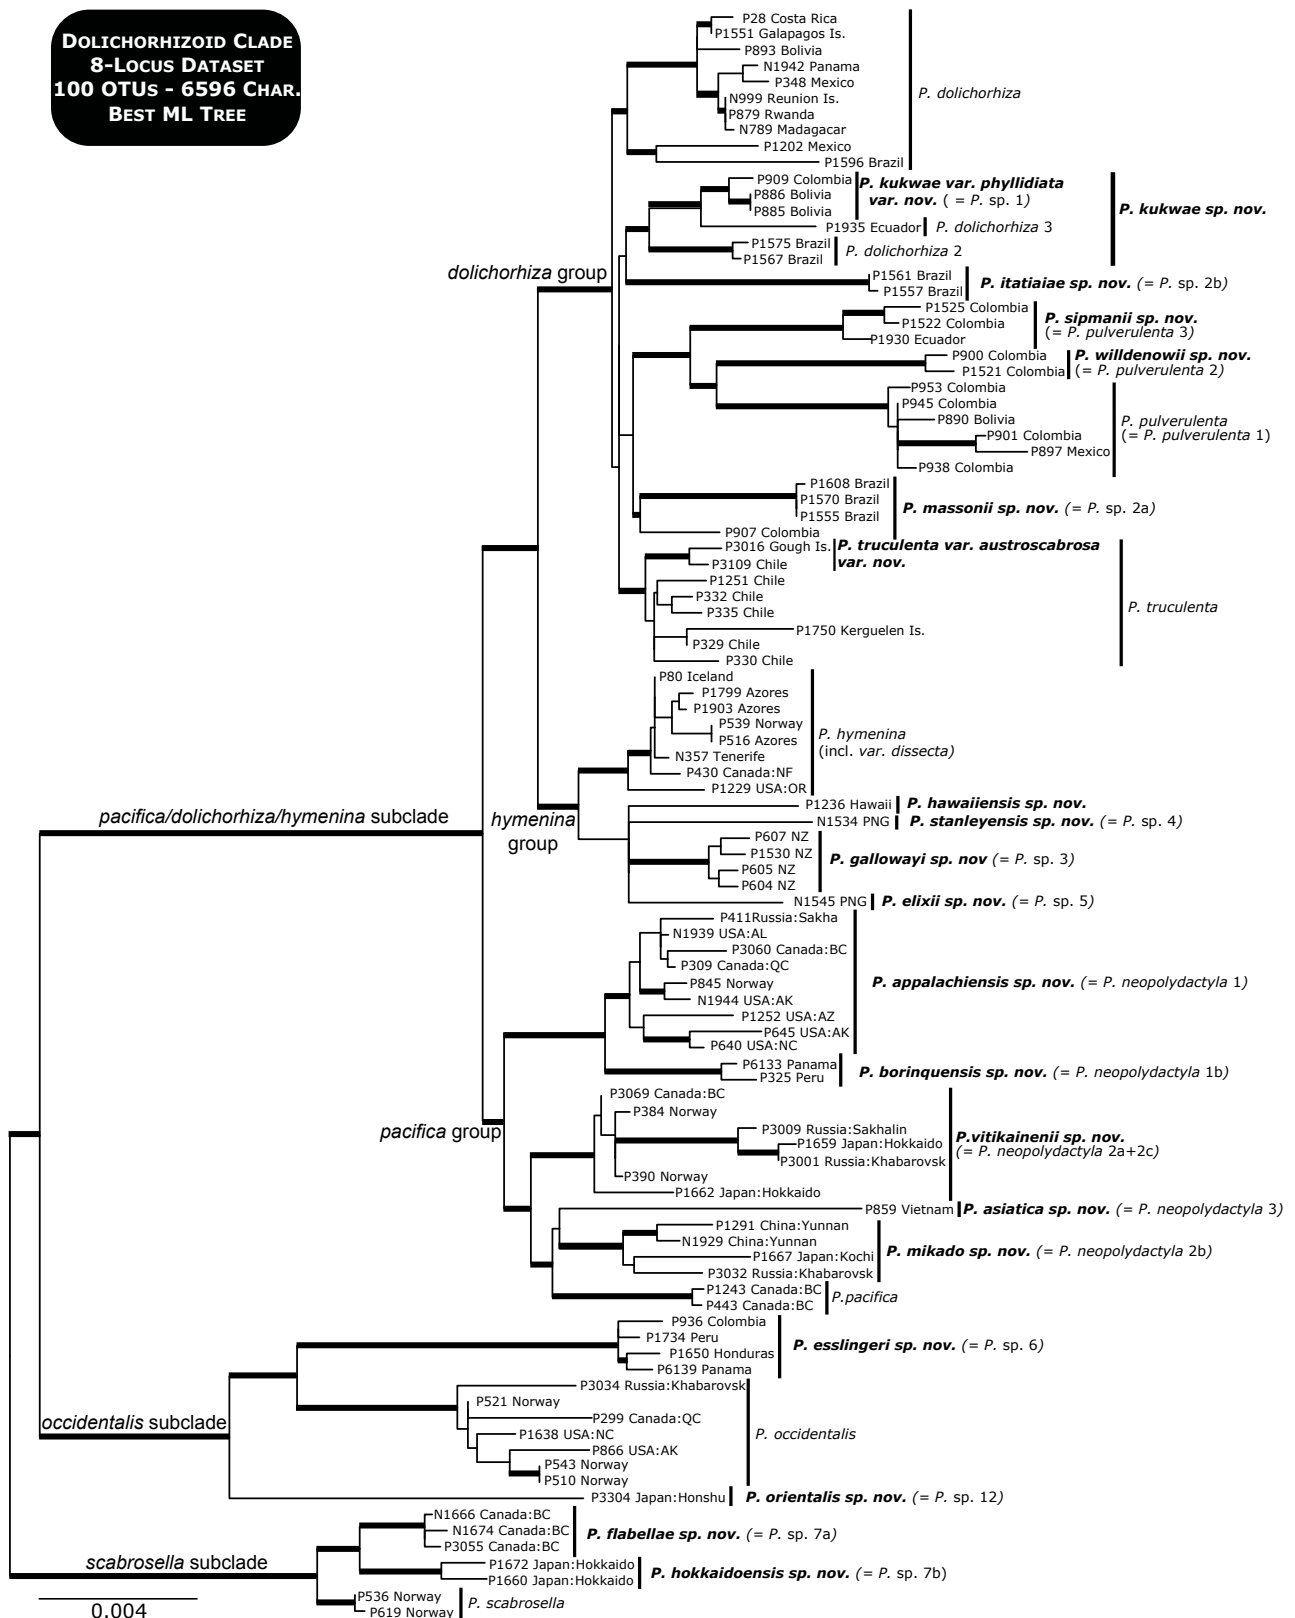 DOLICHORHIZOID CLADE
8-LOCUS DATASET
100 OTUS - 6596 CHAR.
BEST ML TREE
P28 Costa Rica
P1551 Galapagos Is.
P893 Bolivia
N1942 Panama
P348 Mexico
N999 Reunion Is.
P879 Rwanda
N789 Madagacar
P1202 Mexico
P1596 Brazil
P. dolichorhiza
P909 Colombia
P886 Bolivia
P885 Bolivia
P. kukwae var. phyllidiata
var. nov. ( = P. sp. 1)
P1935 Ecuador
P. dolichorhiza 3
P1575 Brazil
P1567 Brazil
P. dolichorhiza 2
P. kukwae sp. nov.
dolichorhiza group
P1561 Brazil
P1557 Brazil
P. itatiaiae sp. nov. (= P. sp. 2b)
P1525 Colombia
P1522 Colombia
P1930 Ecuador
P. sipmanii sp. nov.
(= P. pulverulenta 3)
P900 Colombia
P1521 Colombia
P. willdenowii sp. nov.
(= P. pulverulenta 2)
P953 Colombia
P945 Colombia
P890 Bolivia
P901 Colombia
P897 Mexico
P938 Colombia
P. pulverulenta
(= P. pulverulenta 1)
P1608 Brazil
P1570 Brazil
P1555 Brazil
P907 Colombia
P. massonii sp. nov. (= P. sp. 2a)
P3016 Gough Is.
P3109 Chile
P. truculenta var. austroscabrosa
var. nov.
P1251 Chile
P332 Chile
P335 Chile
P1750 Kerguelen Is.
P329 Chile
P330 Chile
P. truculenta
P80 Iceland
P1799 Azores
P1903 Azores
P539 Norway
P516 Azores
N357 Tenerife
P430 Canada:NF
P1229 USA:OR
P. hymenina
(incl. var. dissecta)
pacifica/dolichorhiza/hymenina subclade
hymenina
group
P1236 Hawaii
P. hawaiiensis sp. nov.
N1534 PNG
P. stanleyensis sp. nov. (= P. sp. 4)
P607 NZ
P1530 NZ
P605 NZ
P604 NZ
P. gallowayi sp. nov (= P. sp. 3)
N1545 PNG
P. elixii sp. nov. (= P. sp. 5)
P411Russia:Sakha
N1939 USA:AL
P3060 Canada:BC
P309 Canada:QC
P845 Norway
N1944 USA:AK
P1252 USA:AZ
P645 USA:AK
P640 USA:NC
P. appalachiensis sp. nov. (= P. neopolydactyla 1)
P6133 Panama
P325 Peru
P. borinquensis sp. nov. (= P. neopolydactyla 1b)
pacifica group
P3069 Canada:BC
P384 Norway
P3009 Russia:Sakhalin
P1659 Japan:Hokkaido
P3001 Russia:Khabarovsk
P390 Norway
P1662 Japan:Hokkaido
P.vitikainenii sp. nov.
(= P. neopolydactyla 2a+2c)
P859 Vietnam
P. asiatica sp. nov. (= P. neopolydactyla 3)
P1291 China:Yunnan
N1929 China:Yunnan
P1667 Japan:Kochi
P3032 Russia:Khabarovsk
P. mikado sp. nov. (= P. neopolydactyla 2b)
P1243 Canada:BC
P443 Canada:BC
P.pacifica
P936 Colombia
P1734 Peru
P1650 Honduras
P6139 Panama
P. esslingeri sp. nov. (= P. sp. 6)
occidentalis subclade
P3034 Russia:Khabarovsk
P521 Norway
P299 Canada:QC
P1638 USA:NC
P866 USA:AK
P543 Norway
P510 Norway
P. occidentalis
P3304 Japan:Honshu
P. orientalis sp. nov. (= P. sp. 12)
N1666 Canada:BC
N1674 Canada:BC
P3055 Canada:BC
P. flabellae sp. nov. (= P. sp. 7a)
scabrosella subclade
P1672 Japan:Hokkaido
P1660 Japan:Hokkaido
P. hokkaidoensis sp. nov. (= P. sp. 7b)
P536 Norway
P619 Norway
P. scabrosella
0.004